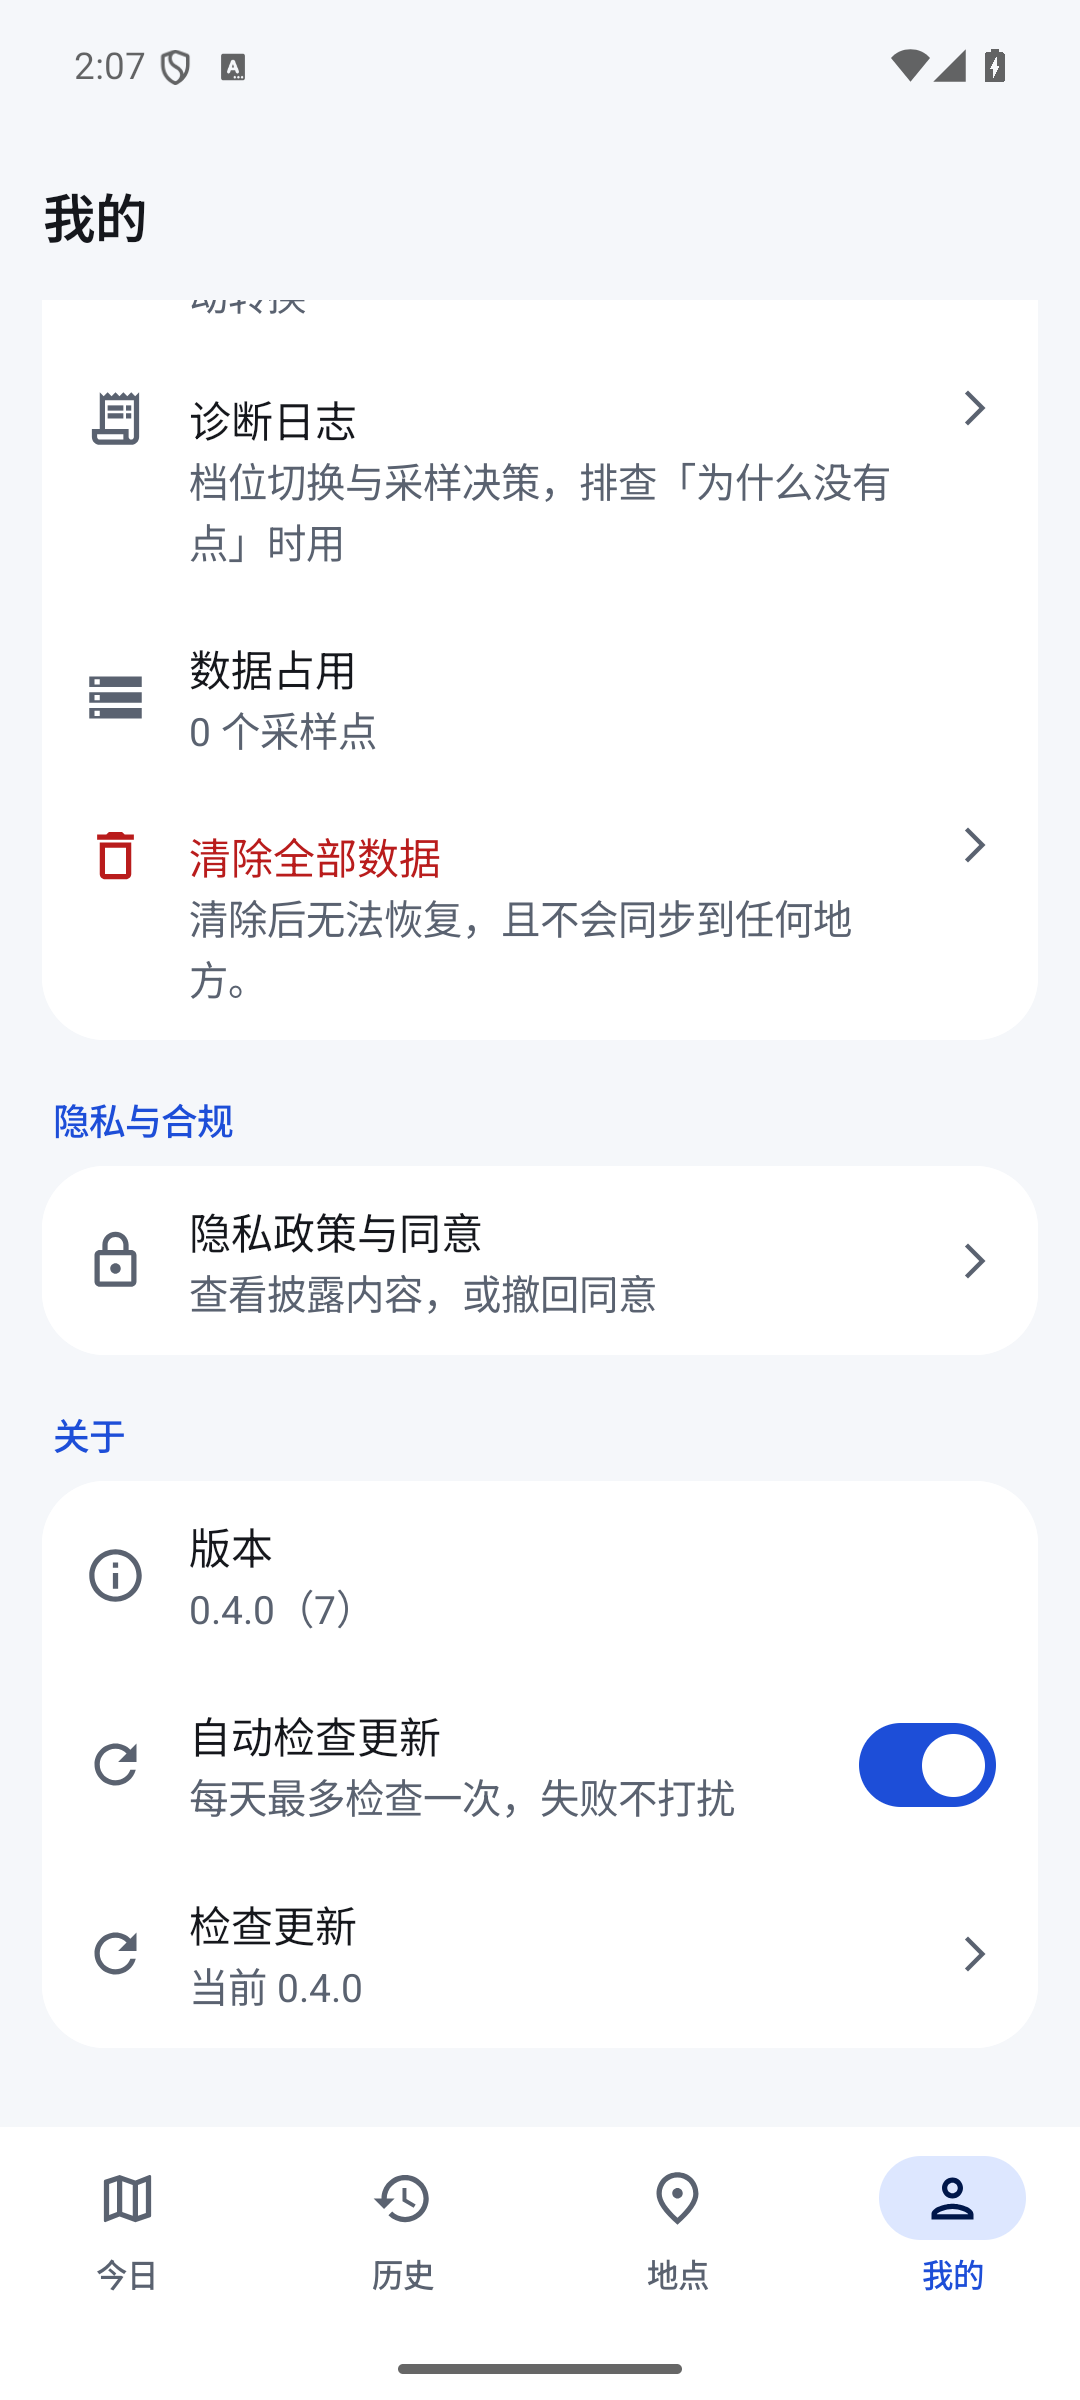 2:07
我的
动转换
诊断日志
档位切换与采样决策，排查「为什么没有
点」时用
数据占用
0 个采样点
清除全部数据
清除后无法恢复，且不会同步到任何地
方。
隐私与合规
隐私政策与同意
查看披露内容，或撤回同意
关于
版本
0.4.0（7）
自动检查更新
每天最多检查一次，失败不打扰
检查更新
当前 0.4.0
今日
历史
地点
我的